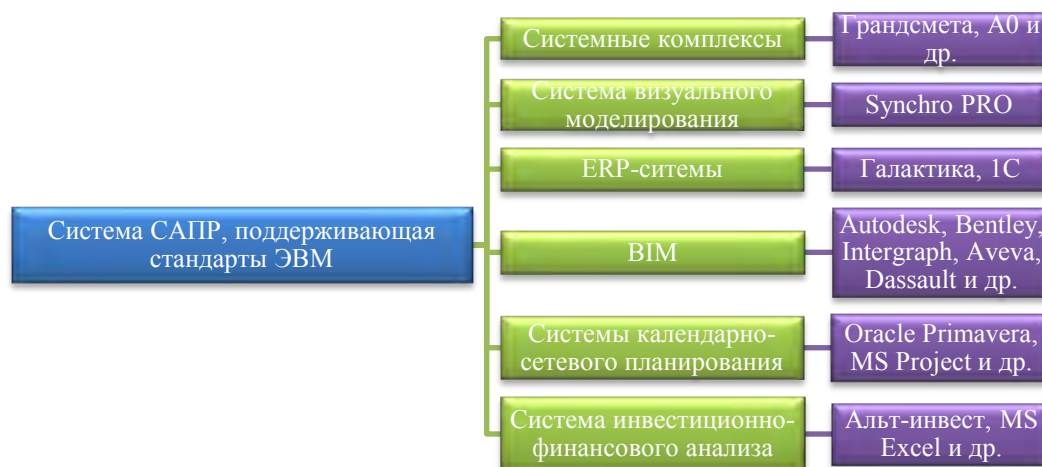 Система САПР, поддерживающая
стандарты ЭВМ
Системные комплексы
Грандсмета, А0 и
др.
Система визуального
моделирования
Synchro PRO
ERP-ситемы
Галактика, 1С
BIM
Autodesk, Bentley,
Intergraph, Aveva,
Dassault и др.
Системы календарно-
сетевого планирования
Oracle Primavera,
MS Project и др.
Система инвестиционно-
финансового анализа
Альт-инвест, MS
Excel и др.